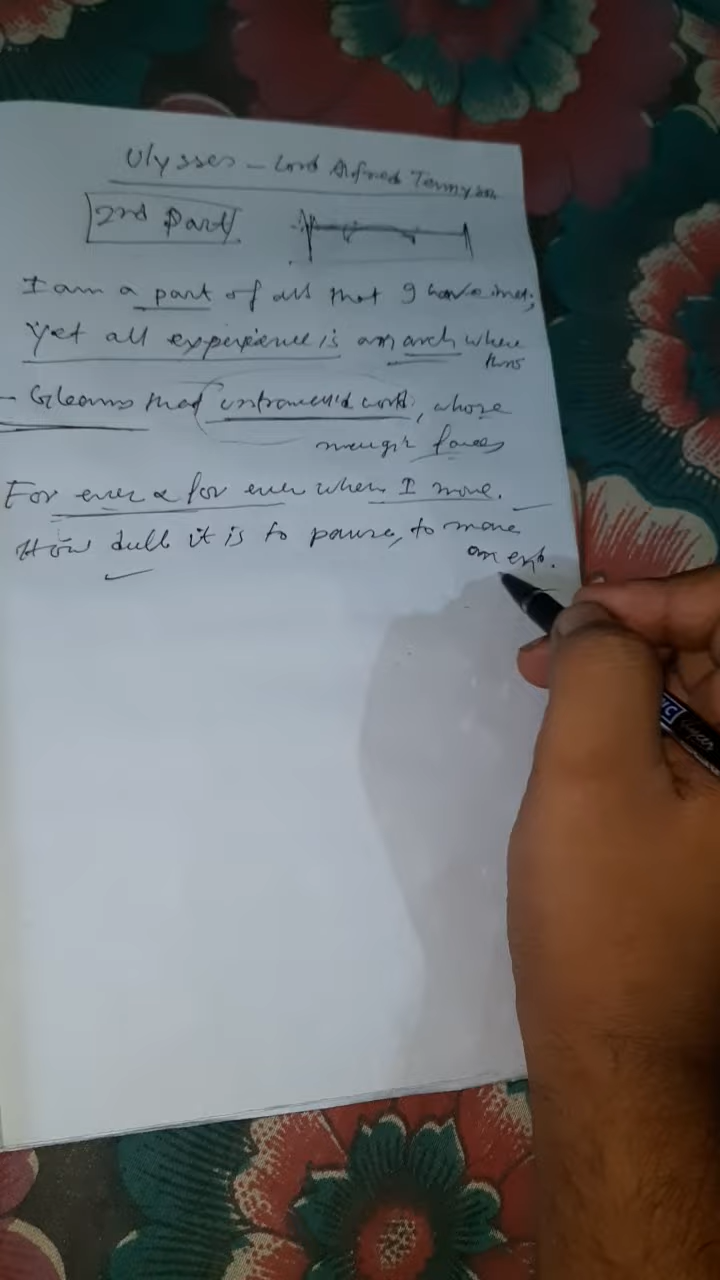 Ulysses - Lord Alfred Tennyson
2nd Part
I am a part of all that I have met;
Yet all experience is an arch where
thro'
Gleams that untravell'd world, whose
margin fades
For ever & for ever when I move.
How dull it is to pause, to make
an end.